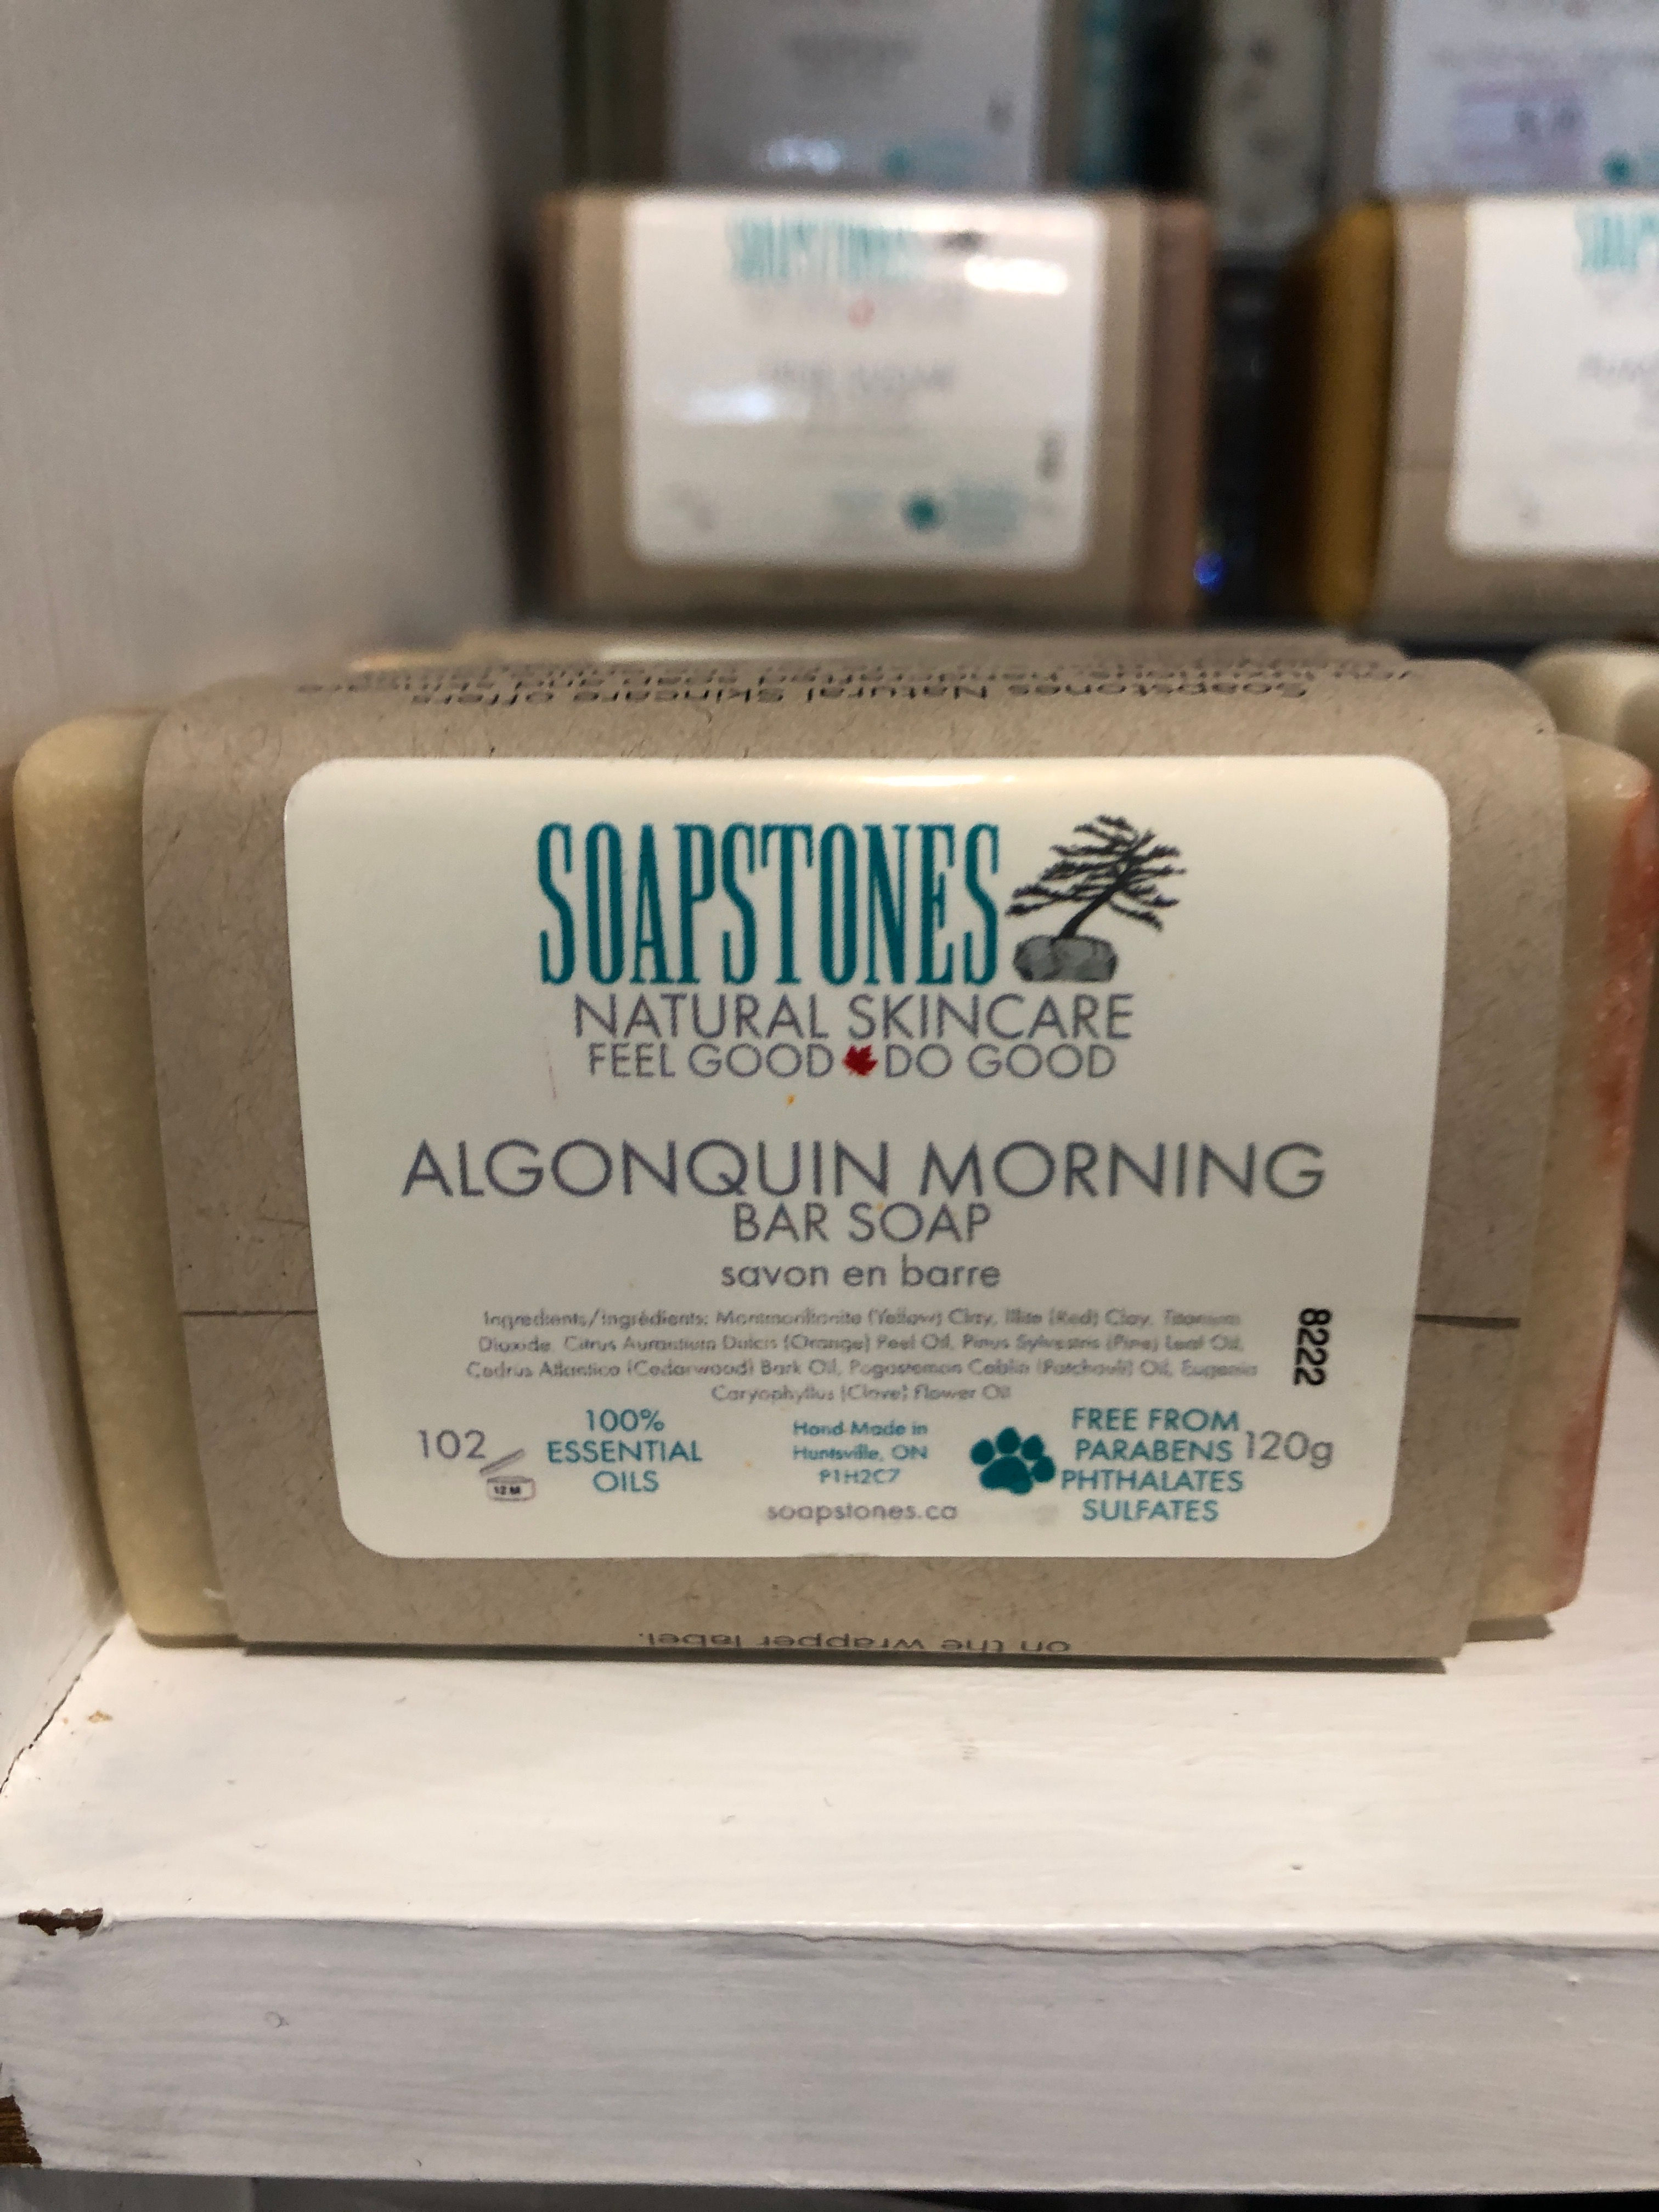 Soapstones Natural Skincare offers
SOAPSTONES
NATURAL SKINCARE
FEEL GOOD DO GOOD
ALGONQUIN MORNING
BAR SOAP
savon en barre
Ingredients/Ingrédients: Montmorillonite (Yellow) Clay, Illite (Red) Clay, Titanium
Dioxide, Citrus Aurantium Dulcis (Orange) Peel Oil, Pinus Sylvestris (Pine) Leaf Oil,
Cedrus Atlantica (Cedarwood) Bark Oil, Pogostemon Cablin (Patchouli) Oil, Eugenia
Caryophyllus (Clove) Flower Oil
8222
102
12 M
100%
ESSENTIAL
OILS
Hand Made in
Huntsville, ON
P1H2C7
soapstones.ca
FREE FROM
PARABENS
PHTHALATES
SULFATES
120g
on the wrapper label.
SOAPSTONES